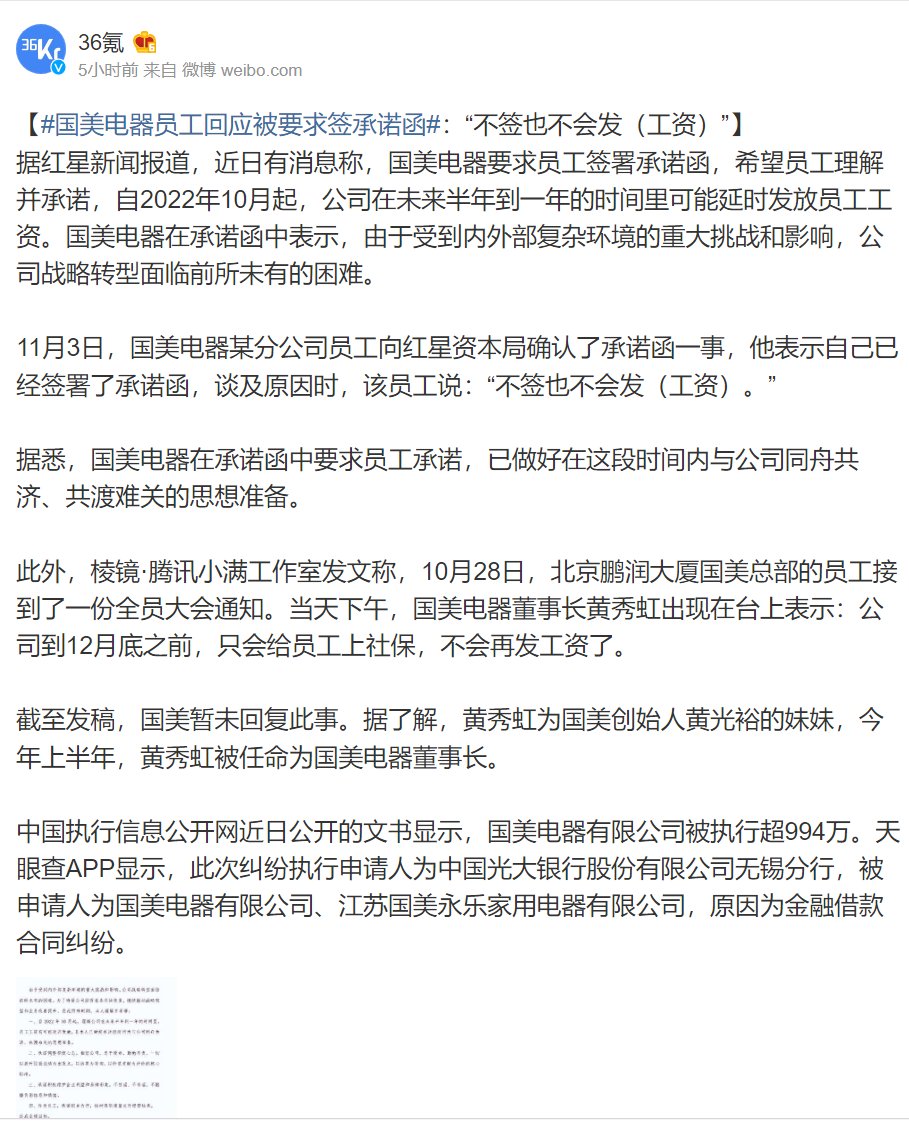 36Kr
36氪
5小时前 来自 微博 weibo.com
【#国美电器员工回应被要求签承诺函#：“不签也不会发（工资）”】
据红星新闻报道，近日有消息称，国美电器要求员工签署承诺函，希望员工理解
并承诺，自2022年10月起，公司在未来半年到一年的时间里可能延时发放员工工
资。国美电器在承诺函中表示，由于受到内外部复杂环境的重大挑战和影响，公
司战略转型面临前所未有的困难。
11月3日，国美电器某分公司员工向红星资本局确认了承诺函一事，他表示自己已
经签署了承诺函，谈及原因时，该员工说：“不签也不会发（工资）。”
据悉，国美电器在承诺函中要求员工承诺，已做好在这段时间内与公司同舟共
济、共渡难关的思想准备。
此外，棱镜·腾讯小满工作室发文称，10月28日，北京鹏润大厦国美总部的员工接
到了一份全员大会通知。当天下午，国美电器董事长黄秀虹出现在台上表示：公
司到12月底之前，只会给员工上社保，不会再发工资了。
截至发稿，国美暂未回复此事。据了解，黄秀虹为国美创始人黄光裕的妹妹，今
年上半年，黄秀虹被任命为国美电器董事长。
中国执行信息公开网近日公开的文书显示，国美电器有限公司被执行超994万。天
眼查APP显示，此次纠纷执行申请人为中国光大银行股份有限公司无锡分行，被
申请人为国美电器有限公司、江苏国美永乐家用电器有限公司，原因为金融借款
合同纠纷。